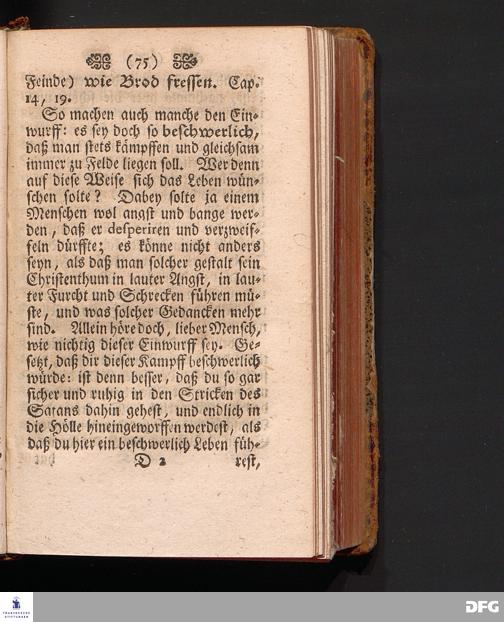 (75)
Feinde) wie Brod fressen. Cap.
14, 19.
So machen auch manche den Ein-
wurff: es sey doch so beschwerlich,
daß man stets kämpffen und gleichsam
immer zu Felde liegen soll. Wer denn
auf diese Weise sich das Leben wün-
schen solte? Dabey solte ja einem
Menschen wol angst und bange wer-
den, daß er desperiren und verzweif-
feln dürffte; es könne nicht anders
seyn, als daß man solcher gestalt sein
Christenthum in lauter Angst, in lau-
ter Furcht und Schrecken führen mü-
ste, und was solcher Gedancken mehr
sind. Allein höre doch, lieber Mensch,
wie nichtig dieser Einwurff sey. Ge-
setzt, daß dir dieser Kampff beschwerlich
würde: ist denn besser, daß du so gar
sicher und ruhig in den Stricken des
Satans dahin gehest, und endlich in
die Hölle hineingeworffen werdest, als
daß du hier ein beschwerlich Leben füh-
D 2 rest,
FRANCKESCHE
STIFTUNGEN
DFG